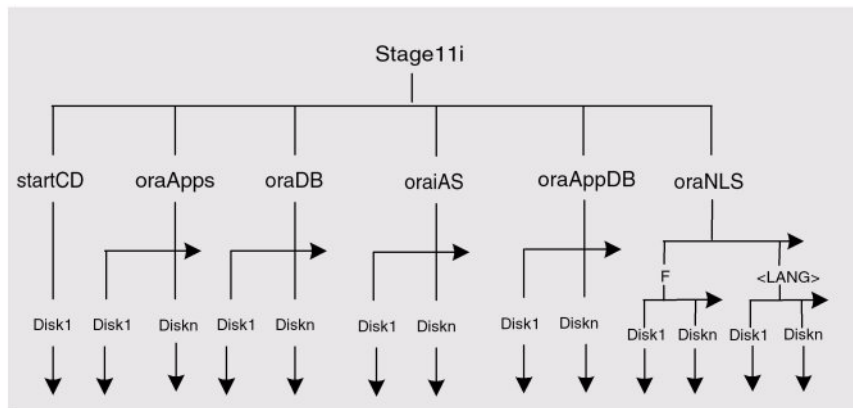 Stage11i
startCD oraApps oraDB oraiAS oraAppDB oraNLS
F <LANG>
Disk1 Disk1 Diskn Disk1 Diskn Disk1 Diskn Disk1 Diskn Disk1 Diskn Disk1 Diskn